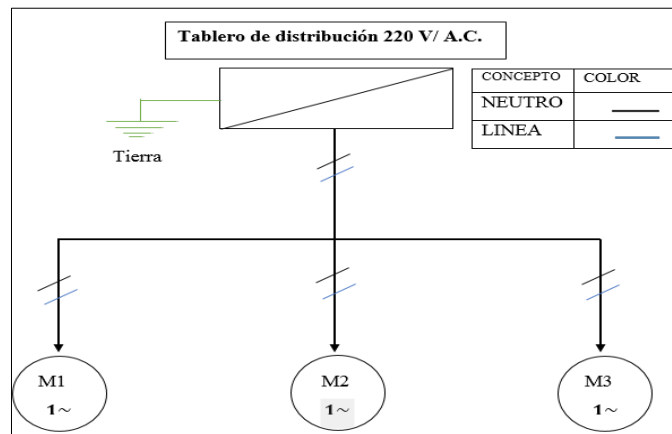 Tablero de distribución 220 V/ A.C.
CONCEPTO COLOR
NEUTRO
LINEA
Tierra
M1
1~
M2
1~
M3
1~